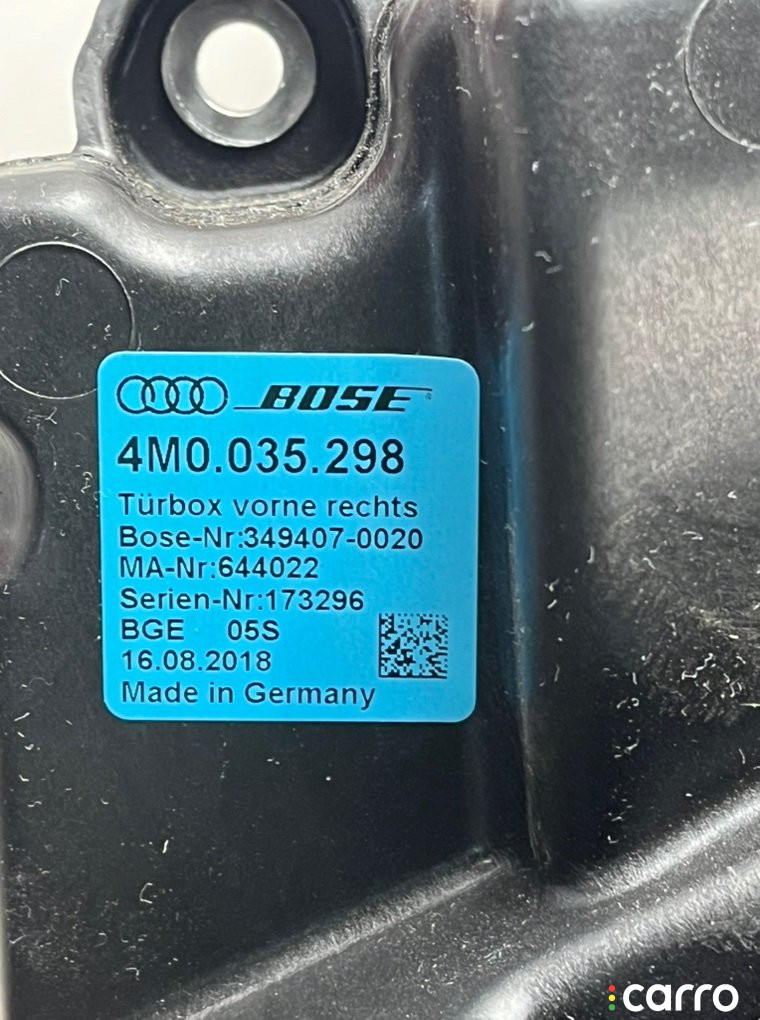 BOSE
4M0.035.298
Türbox vorne rechts
Bose-Nr:349407-0020
MA-Nr:644022
Serien-Nr:173296
BGE 05S
16.08.2018
Made in Germany
carro